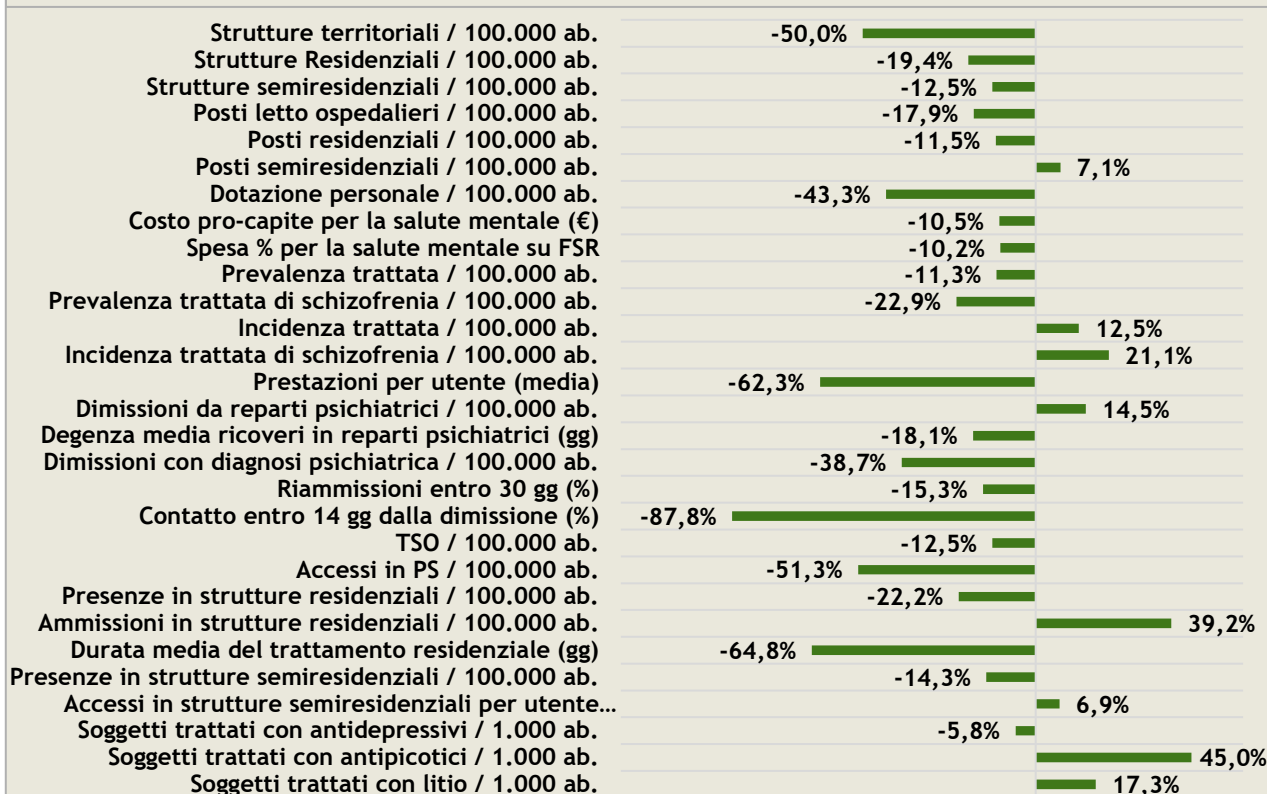 Strutture territoriali / 100.000 ab. -50,0%
Strutture Residenziali / 100.000 ab. -19,4%
Strutture semiresidenziali / 100.000 ab. -12,5%
Posti letto ospedalieri / 100.000 ab. -17,9%
Posti residenziali / 100.000 ab. -11,5%
Posti semiresidenziali / 100.000 ab. 7,1%
Dotazione personale / 100.000 ab. -43,3%
Costo pro-capite per la salute mentale (€) -10,5%
Spesa % per la salute mentale su FSR -10,2%
Prevalenza trattata / 100.000 ab. -11,3%
Prevalenza trattata di schizofrenia / 100.000 ab. -22,9%
Incidenza trattata / 100.000 ab. 12,5%
Incidenza trattata di schizofrenia / 100.000 ab. 21,1%
Prestazioni per utente (media) -62,3%
Dimissioni da reparti psichiatrici / 100.000 ab. 14,5%
Degenza media ricoveri in reparti psichiatrici (gg) -18,1%
Dimissioni con diagnosi psichiatrica / 100.000 ab. -38,7%
Riammissioni entro 30 gg (%) -15,3%
Contatto entro 14 gg dalla dimissione (%) -87,8%
TSO / 100.000 ab. -12,5%
Accessi in PS / 100.000 ab. -51,3%
Presenze in strutture residenziali / 100.000 ab. -22,2%
Ammissioni in strutture residenziali / 100.000 ab. 39,2%
Durata media del trattamento residenziale (gg) -64,8%
Presenze in strutture semiresidenziali / 100.000 ab. -14,3%
Accessi in strutture semiresidenziali per utente… 6,9%
Soggetti trattati con antidepressivi / 1.000 ab. -5,8%
Soggetti trattati con antipicotici / 1.000 ab. 45,0%
Soggetti trattati con litio / 1.000 ab. 17,3%